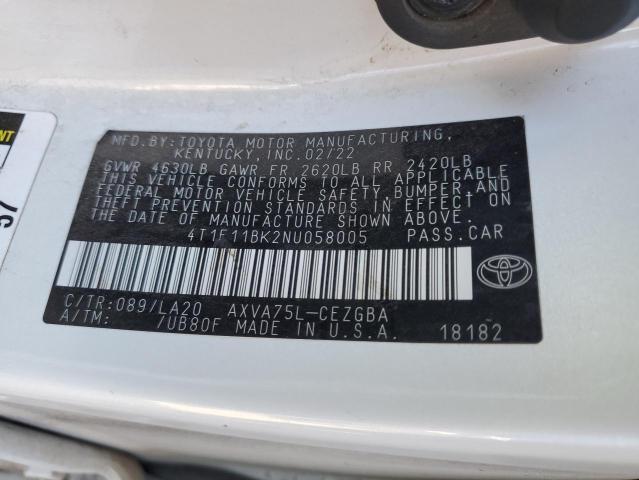 MFD.BY:TOYOTA MOTOR MANUFACTURING,
KENTUCKY,INC.02/22
GVWR 4630LB GAWR FR 2620LB RR 2420LB
THIS VEHICLE CONFORMS TO ALL APPLICABLE
FEDERAL MOTOR VEHICLE SAFETY, BUMPER,AND
THEFT PREVENTION STANDARDS IN EFFECT ON
THE DATE OF MANUFACTURE SHOWN ABOVE.
4T1F11BK2NU058005 PASS.CAR
C/TR:089/LA20 AXVA75L-CEZGBA
A/TM: /UB80F MADE IN U.S.A. 18182